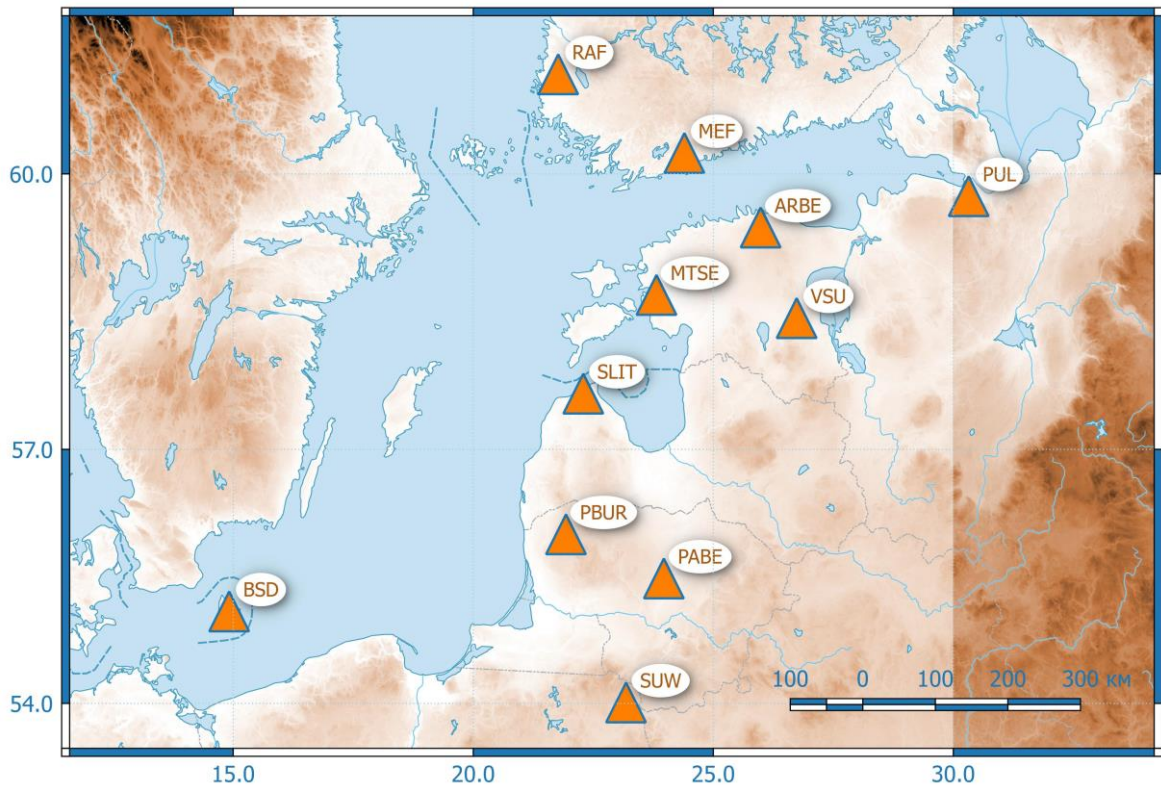 RAF
MEF
60.0
PUL
ARBE
MTSE
VSU
SLIT
57.0
PBUR
PABE
BSD
SUW
100 0 100 200 300 км
54.0
15.0 20.0 25.0 30.0